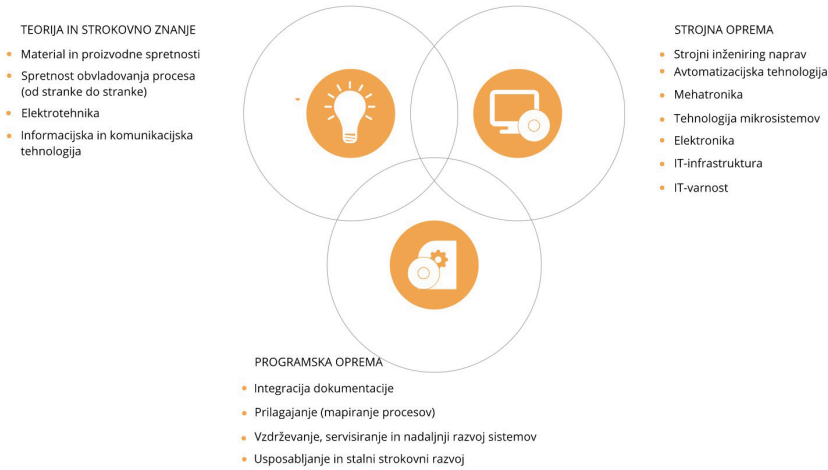 TEORIJA IN STROKOVNO ZNANJE
Material in proizvodne spretnosti
Spretnost obvladovanja procesa
(od stranke do stranke)
Elektrotehnika
Informacijska in komunikacijska
tehnologija
STROJNA OPREMA
Strojni inženiring naprav
Avtomatizacijska tehnologija
Mehatronika
Tehnologija mikrosistemov
Elektronika
IT-infrastruktura
IT-varnost
PROGRAMSKA OPREMA
Integracija dokumentacije
Prilagajanje (mapiranje procesov)
Vzdrževanje, servisiranje in nadaljnji razvoj sistemov
Usposabljanje in stalni strokovni razvoj